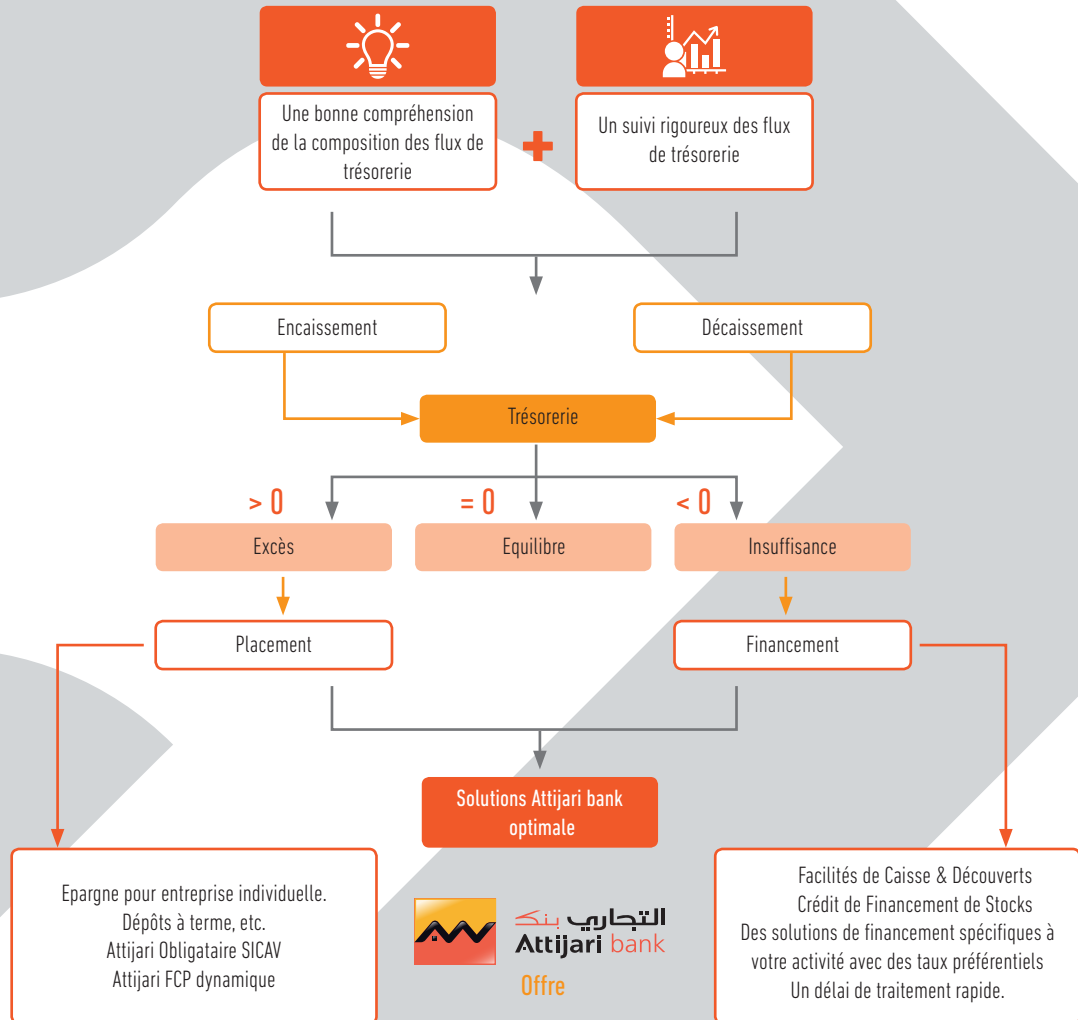 Une bonne compréhension
de la composition des flux de
trésorerie
Un suivi rigoureux des flux
de trésorerie
Encaissement
Décaissement
Trésorerie
> 0
= 0
< 0
Excès
Equilibre
Insuffisance
Placement
Financement
Solutions Attijari bank
optimale
Epargne pour entreprise individuelle.
Dépôts à terme, etc.
Attijari Obligataire SICAV
Attijari FCP dynamique
التجاري بنك
Attijari bank
Offre
Facilités de Caisse & Découverts
Crédit de Financement de Stocks
Des solutions de financement spécifiques à
votre activité avec des taux préférentiels
Un délai de traitement rapide.